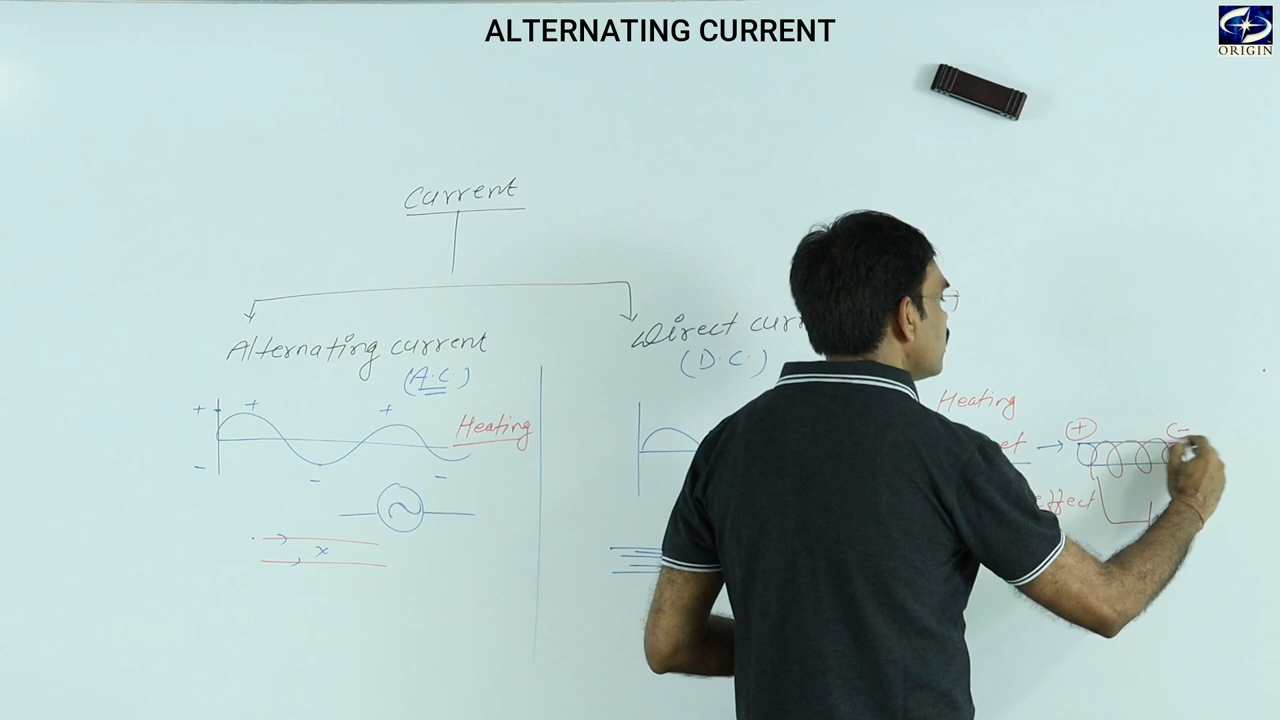 ALTERNATING CURRENT
ORIGIN
Current
Alternating current
(A.C.)
+ + +
Heating
-
- -
x
Direct curr
(D.C.)
Heating
+
effect